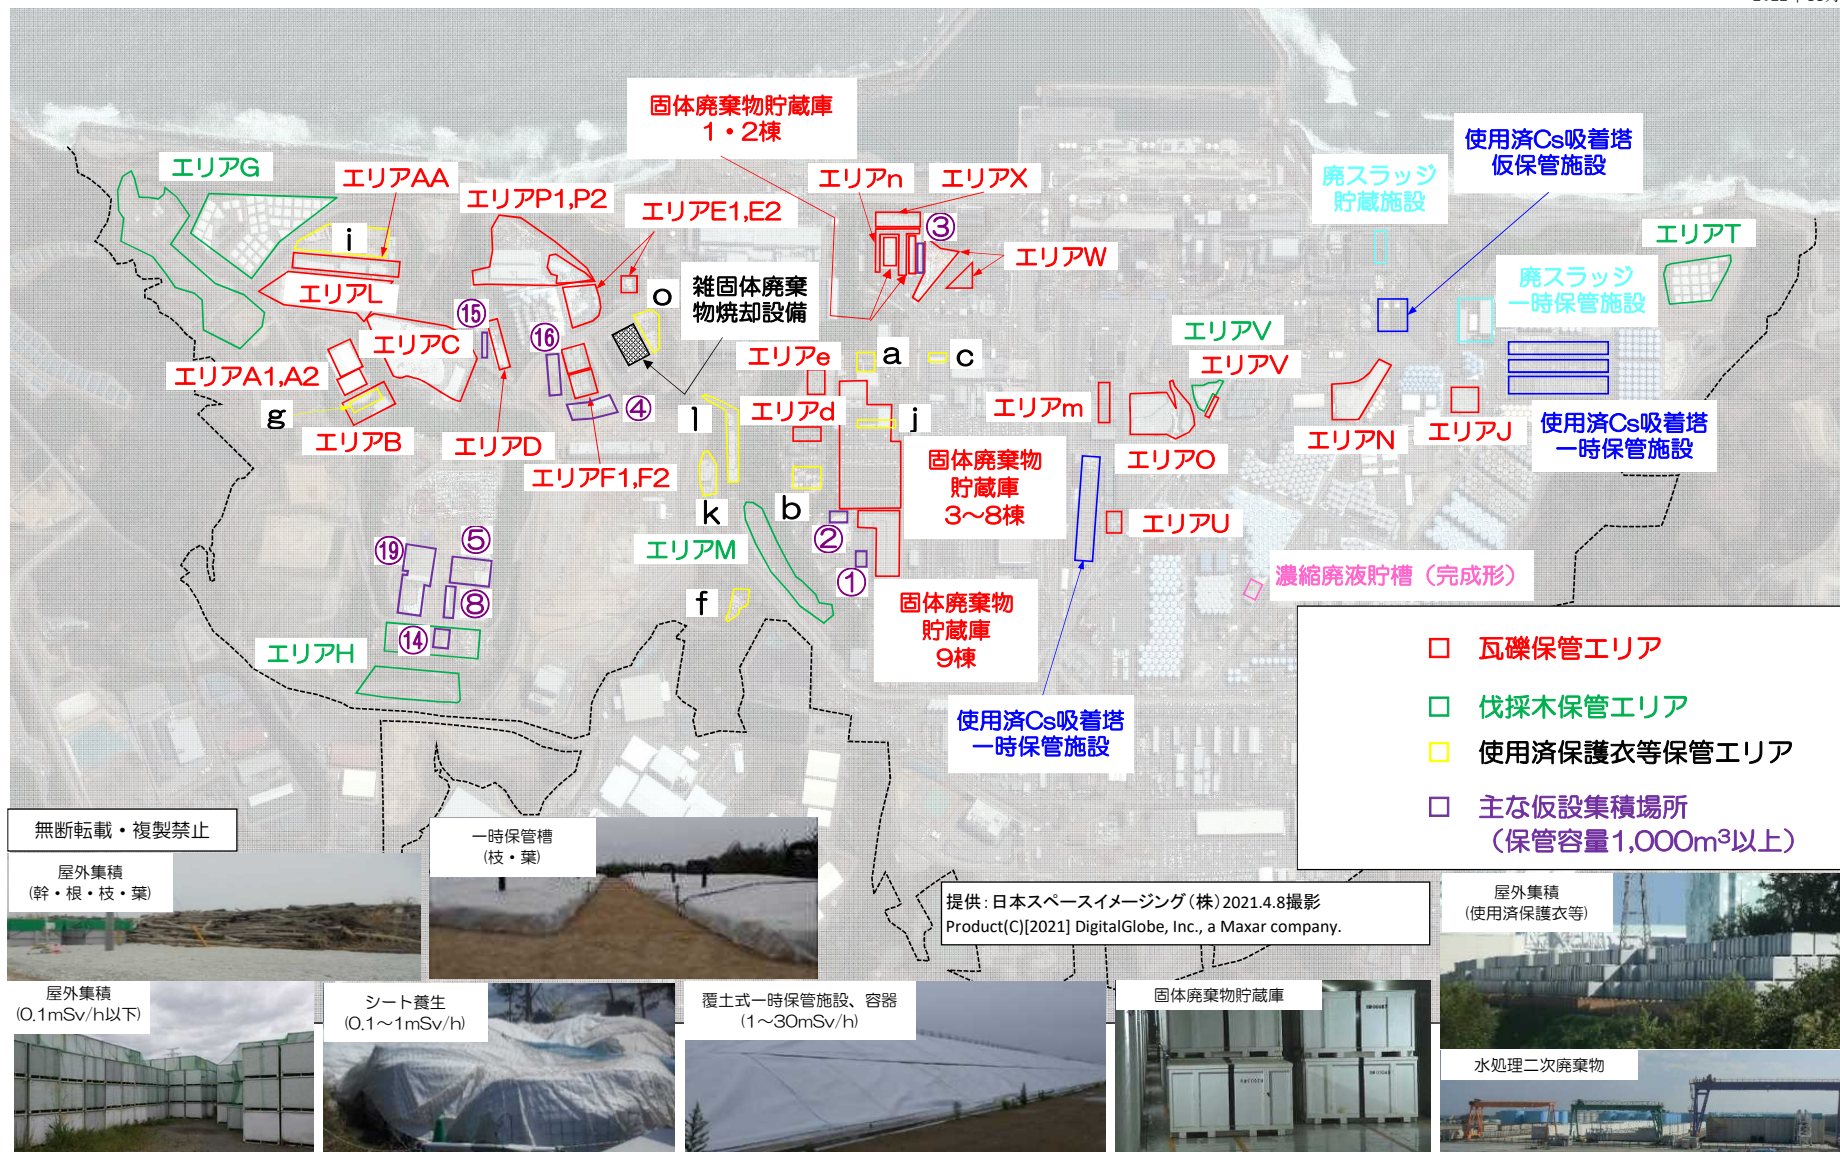 固体廃棄物貯蔵庫
1・2棟
使用済Cs吸着塔
仮保管施設
エリアG
エリアAA
エリアP1,P2
エリアn
エリアX
廃スラッジ
貯蔵施設
エリアE1,E2
③
エリアW
エリアT
i
エリアL
o
雑固体廃棄
物焼却設備
廃スラッジ
一時保管施設
⑮
⑯
エリアC
エリアV
エリアV
エリアe
a
c
エリアA1,A2
g
エリアB
エリアD
④
l
エリアd
j
エリアm
エリアN
エリアJ
使用済Cs吸着塔
一時保管施設
エリアF1,F2
固体廃棄物
貯蔵庫
3～8棟
エリアO
k
b
②
エリアU
⑲
⑤
エリアM
①
⑧
f
濃縮廃液貯槽（完成形）
固体廃棄物
貯蔵庫
9棟
⑭
エリアH
使用済Cs吸着塔
一時保管施設
瓦礫保管エリア
伐採木保管エリア
使用済保護衣等保管エリア
主な仮設集積場所
（保管容量1,000m³以上）
無断転載・複製禁止
屋外集積
(幹・根・枝・葉)
一時保管槽
(枝・葉)
提供：日本スペースイメージング（株）2021.4.8撮影
Product(C)[2021] DigitalGlobe, Inc., a Maxar company.
屋外集積
(使用済保護衣等)
屋外集積
(0.1mSv/h以下)
シート養生
(0.1～1mSv/h)
覆土式一時保管施設、容器
(1～30mSv/h)
固体廃棄物貯蔵庫
水処理二次廃棄物